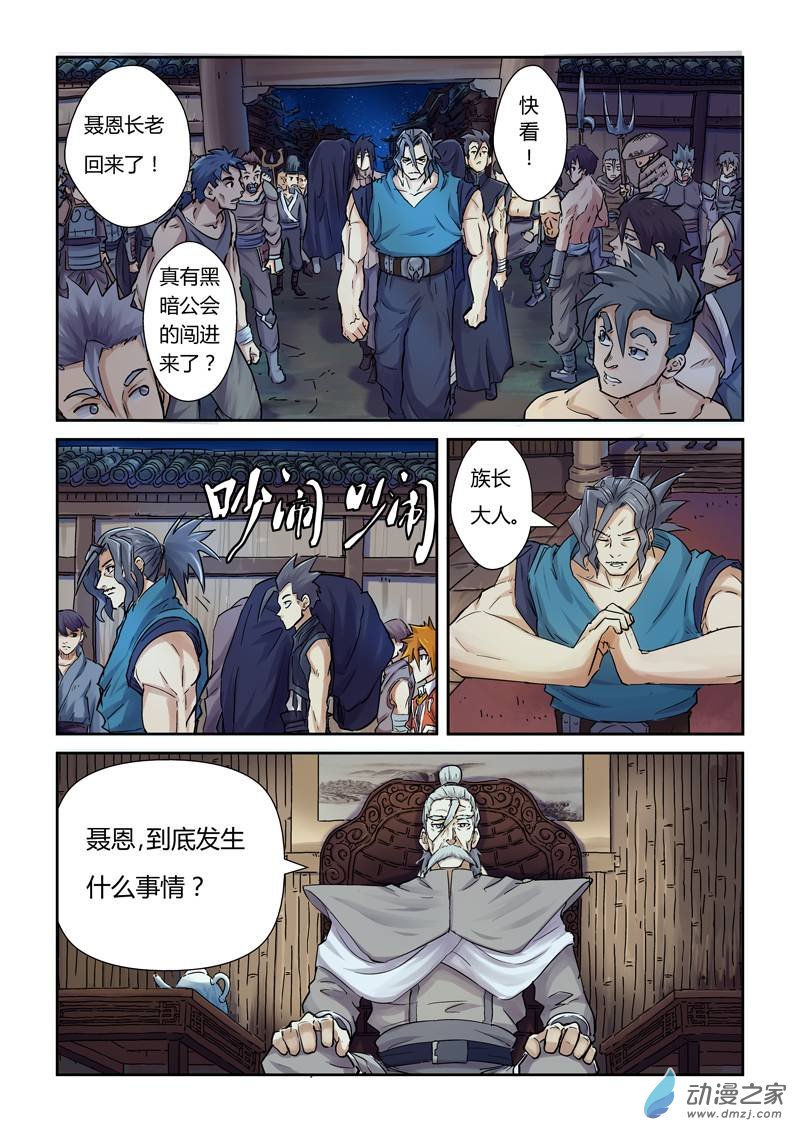 快
看！
聂恩长老
回来了！
真有黑
暗公会
的闯进
来了？
吵闹 吵闹
族长
大人。
聂恩，到底发生
什么事情？
动漫之家
www.dmzj.com